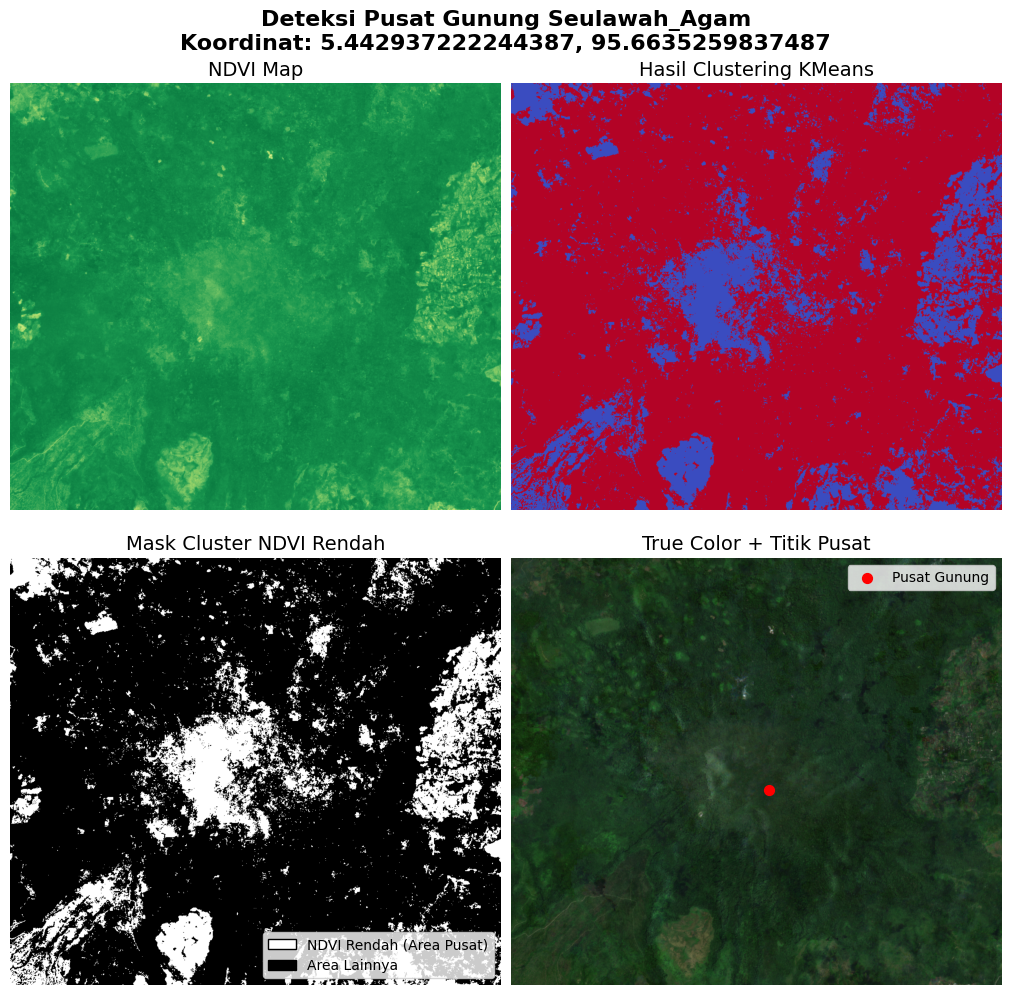 Deteksi Pusat Gunung Seulawah_Agam
Koordinat: 5.442937222244387, 95.6635259837487
NDVI Map
Hasil Clustering KMeans
Mask Cluster NDVI Rendah
True Color + Titik Pusat
Pusat Gunung
NDVI Rendah (Area Pusat)
Area Lainnya